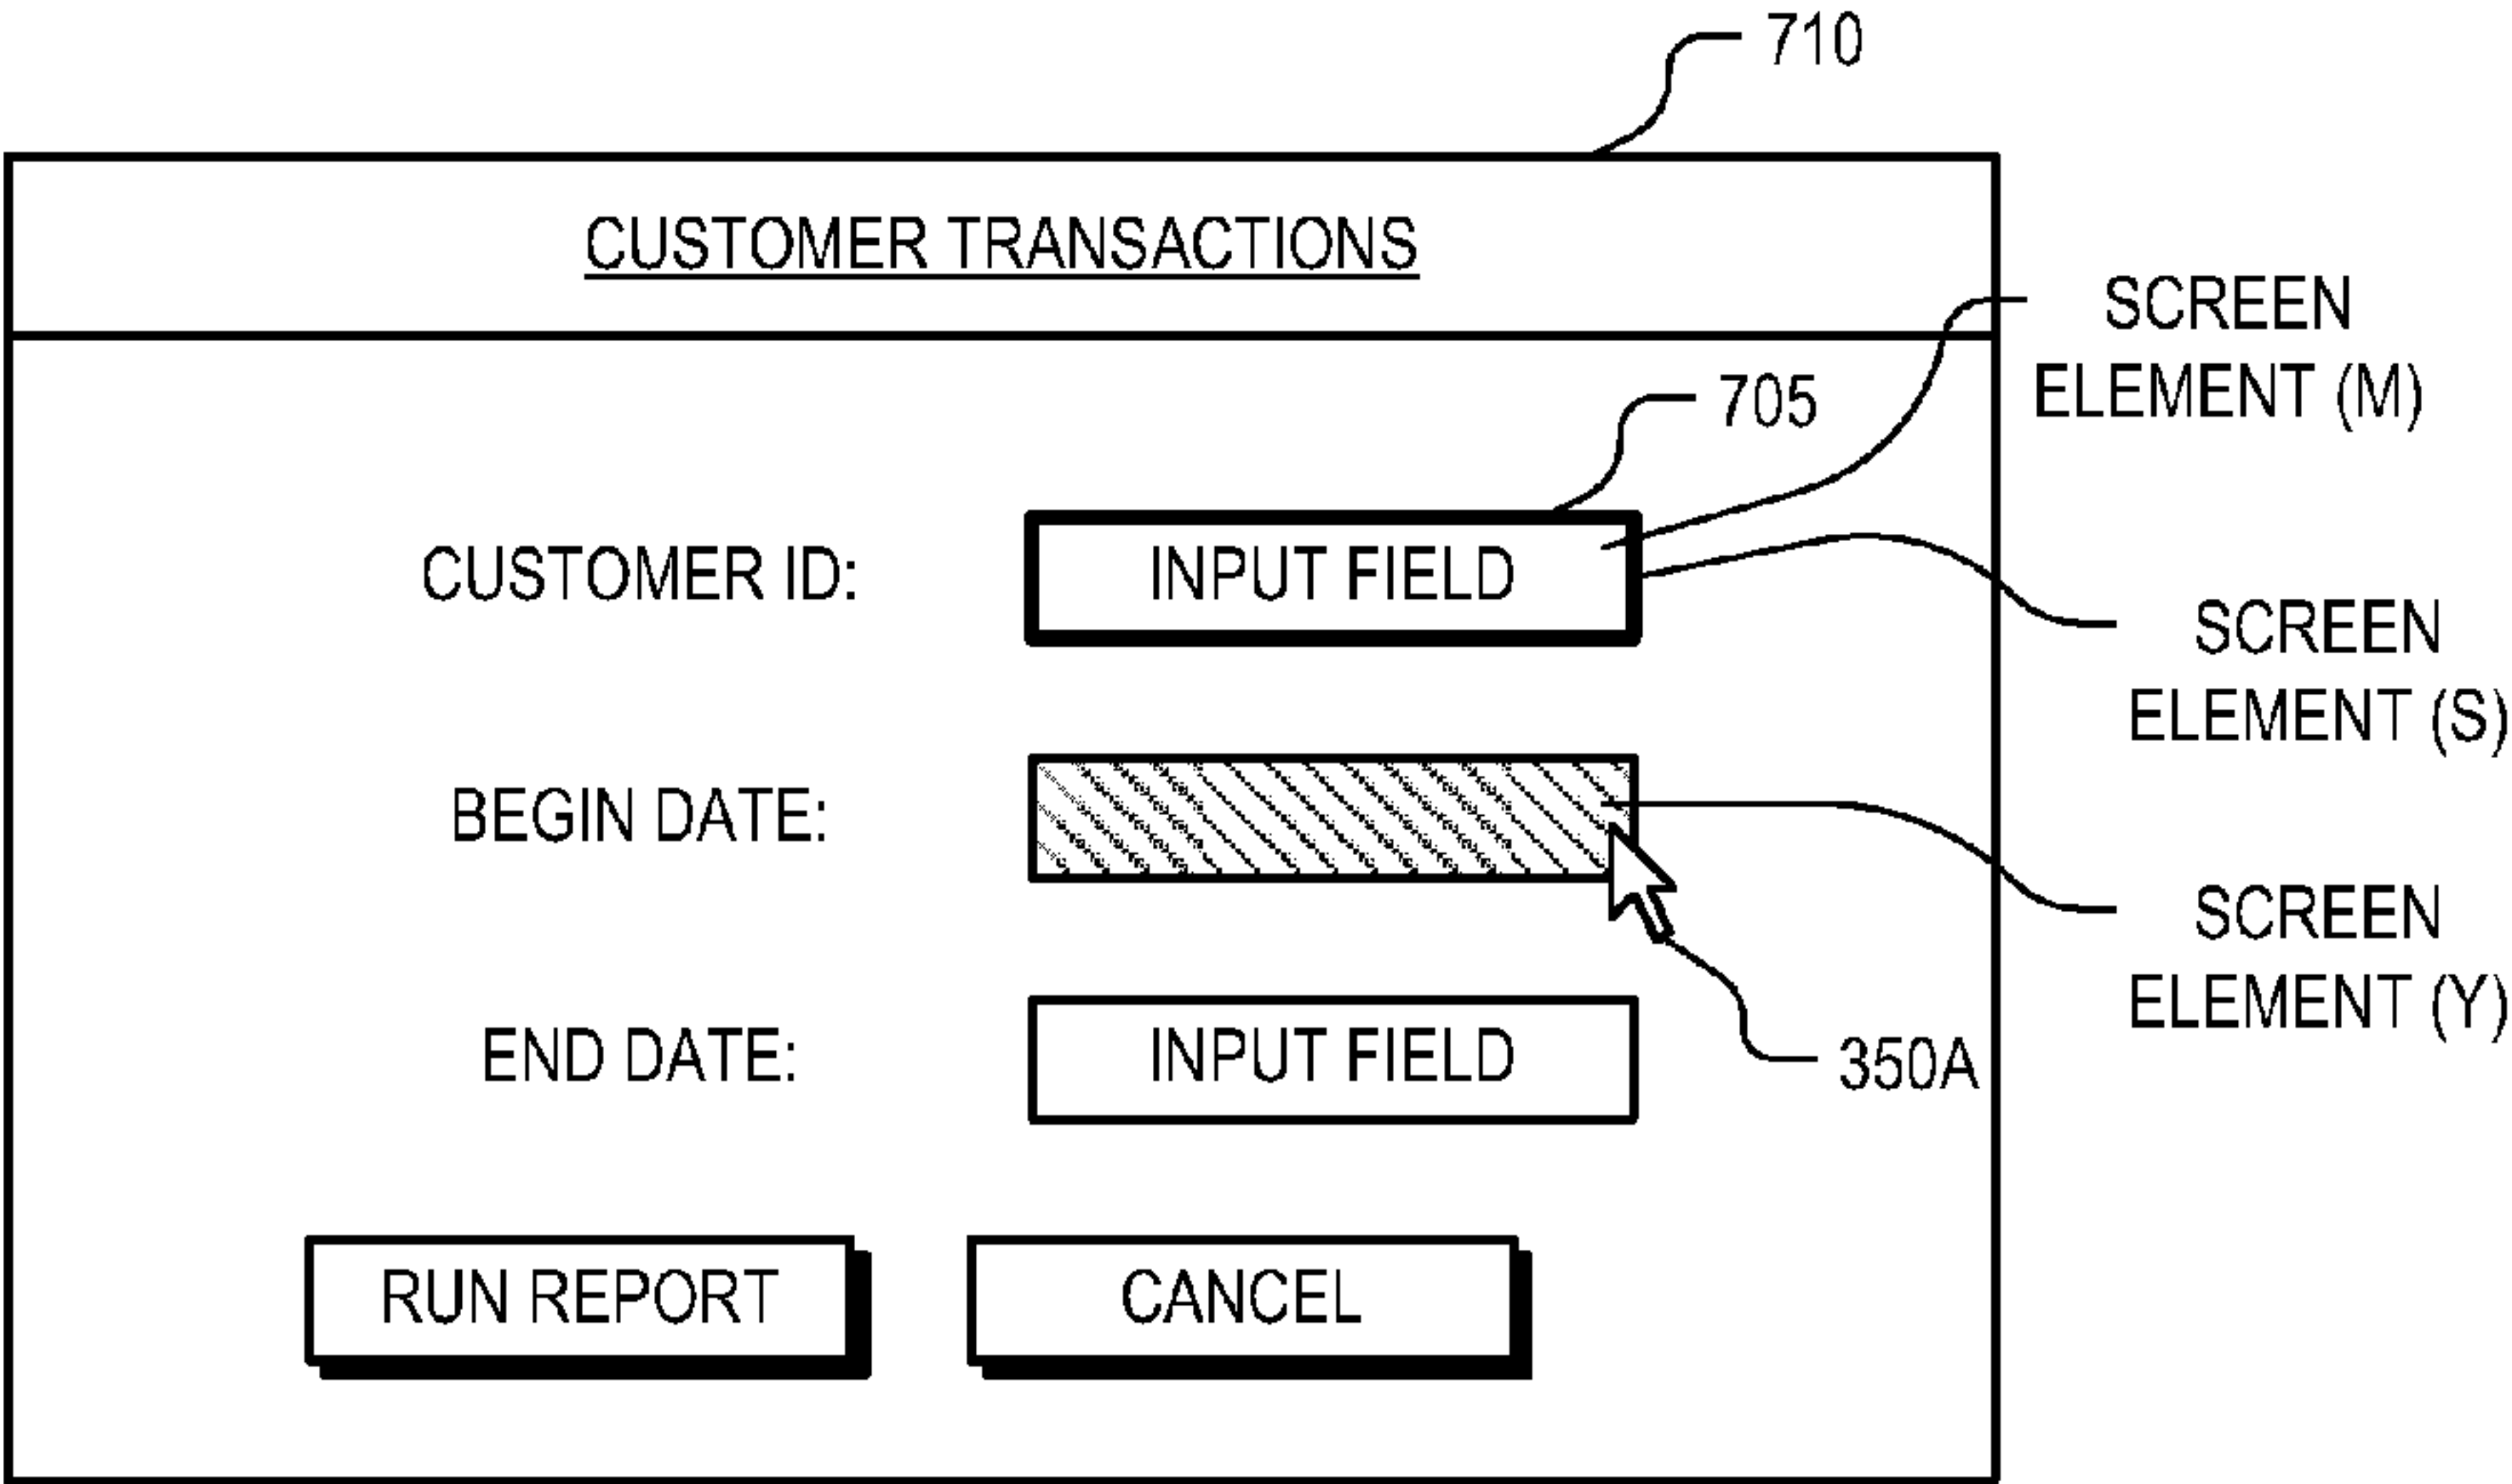 710
CUSTOMER TRANSACTIONS
SCREEN
ELEMENT (M)
705
CUSTOMER ID:
INPUT FIELD
SCREEN
ELEMENT (S)
BEGIN DATE:
SCREEN
ELEMENT (Y)
END DATE:
INPUT FIELD
350A
RUN REPORT
CANCEL